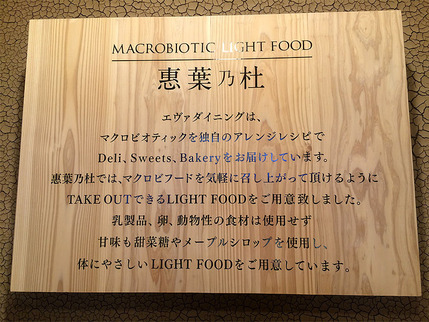 MACROBIOTIC LIGHT FOOD
惠葉乃杜
エヴァダイニングは、
マクロビオティックを独自のアレンジレシピで
Deli、Sweets、Bakeryをお届けしています。
惠葉乃杜では、マクロビフードを気軽に召し上がって頂けるように
TAKE OUTできるLIGHT FOODをご用意致しました。
乳製品、卵、動物性の食材は使用せず
甘味も甜菜糖やメープルシロップを使用し、
体にやさしいLIGHT FOODをご用意しています。